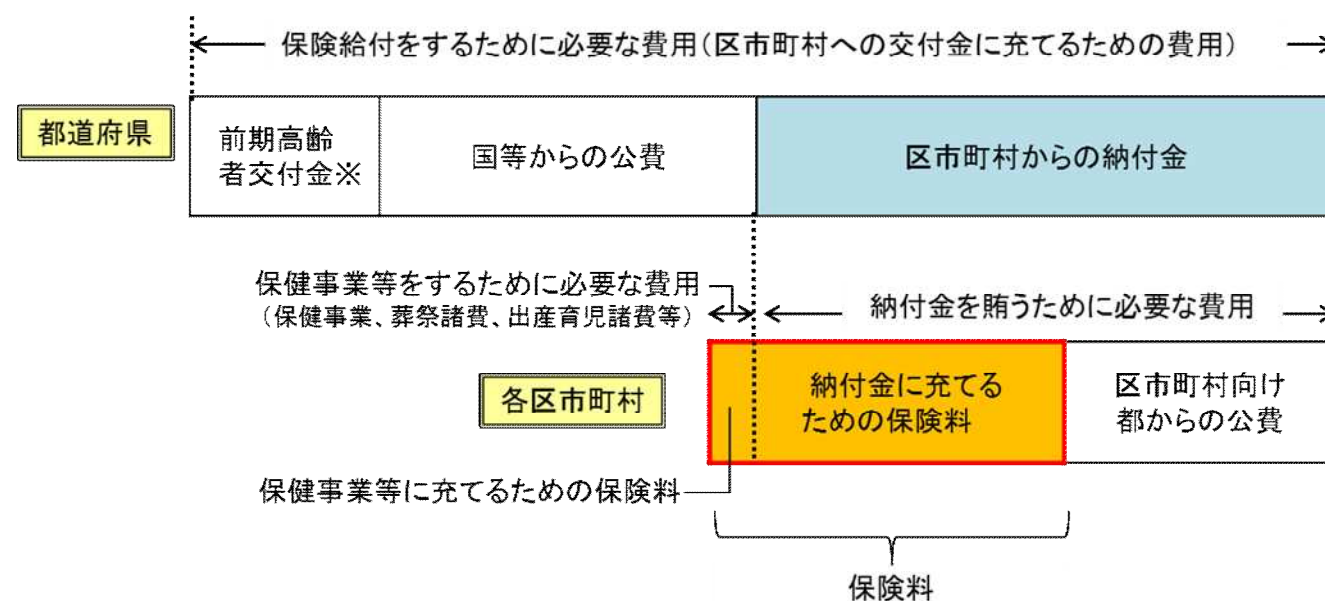 保険給付をするために必要な費用(区市町村への交付金に充てるための費用)
都道府県
前期高齢
者交付金※
国等からの公費
区市町村からの納付金
保健事業等をするために必要な費用
(保健事業、葬祭諸費、出産育児諸費等)
納付金を賄うために必要な費用
各区市町村
納付金に充てる
ための保険料
区市町村向け
都からの公費
保健事業等に充てるための保険料
保険料